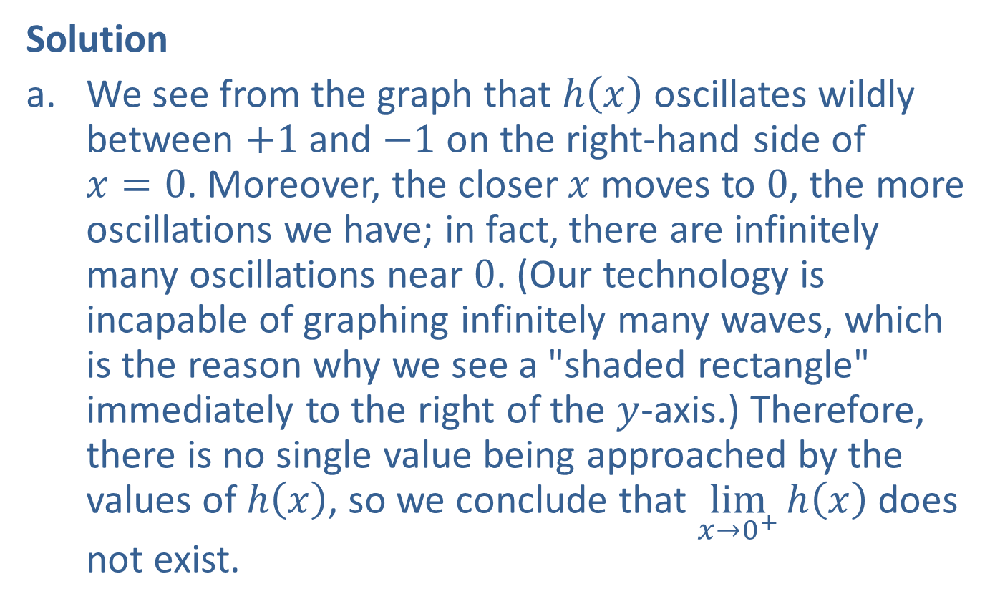 Solution
a. We see from the graph that h(x) oscillates wildly
between +1 and −1 on the right-hand side of
x = 0. Moreover, the closer x moves to 0, the more
oscillations we have; in fact, there are infinitely
many oscillations near 0. (Our technology is
incapable of graphing infinitely many waves, which
is the reason why we see a "shaded rectangle"
immediately to the right of the y-axis.) Therefore,
there is no single value being approached by the
values of h(x), so we conclude that lim h(x) does
x→0⁺
not exist.